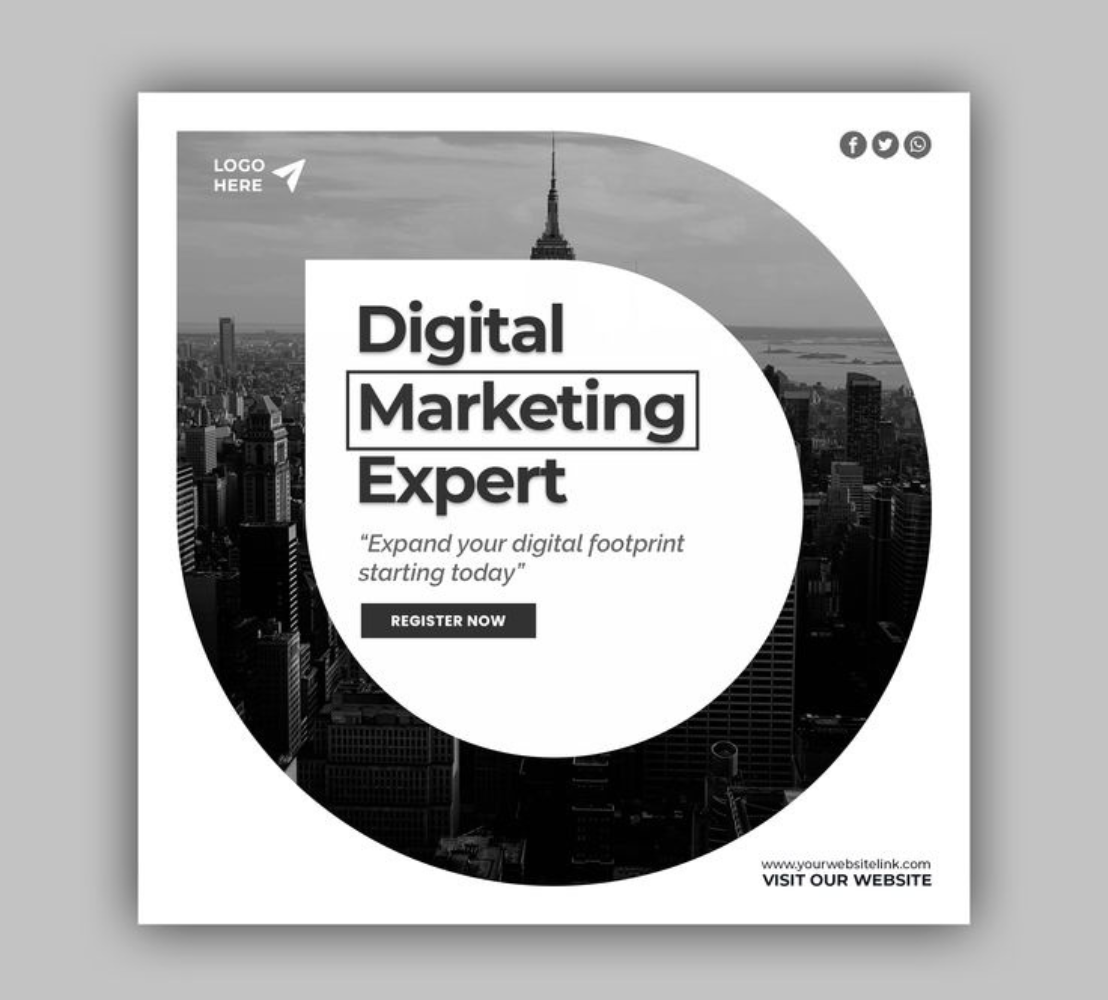 LOGO
HERE
Digital
Marketing
Expert
“Expand your digital footprint
starting today”
REGISTER NOW
www.yourwebsitelink.com
VISIT OUR WEBSITE